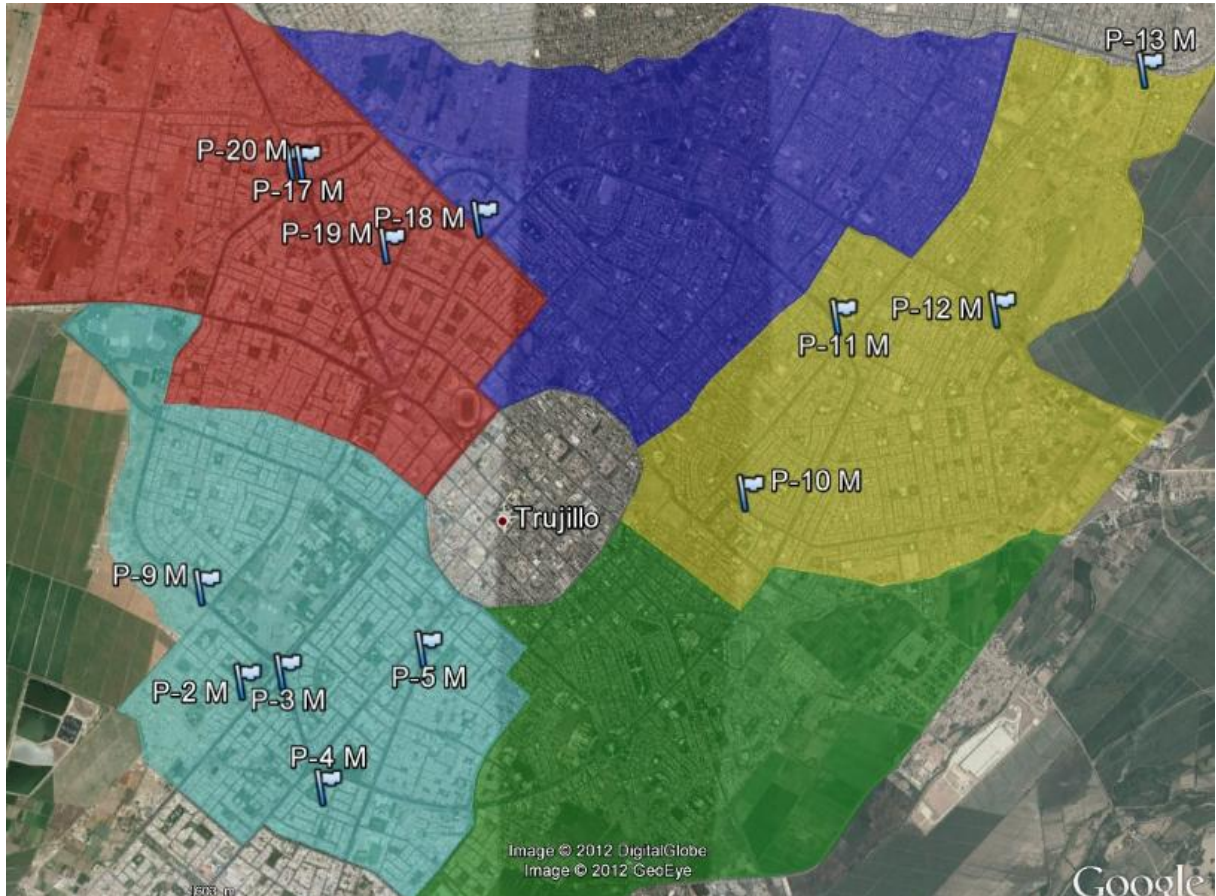 P-13 M
P-20 M
P-17 M
P-18 M
P-19 M
P-12 M
P-11 M
P-10 M
Trujillo
P-9 M
P-5 M
P-2 M
P-3 M
P-4 M
Image © 2012 DigitalGlobe
Image © 2012 GeoEye
Google